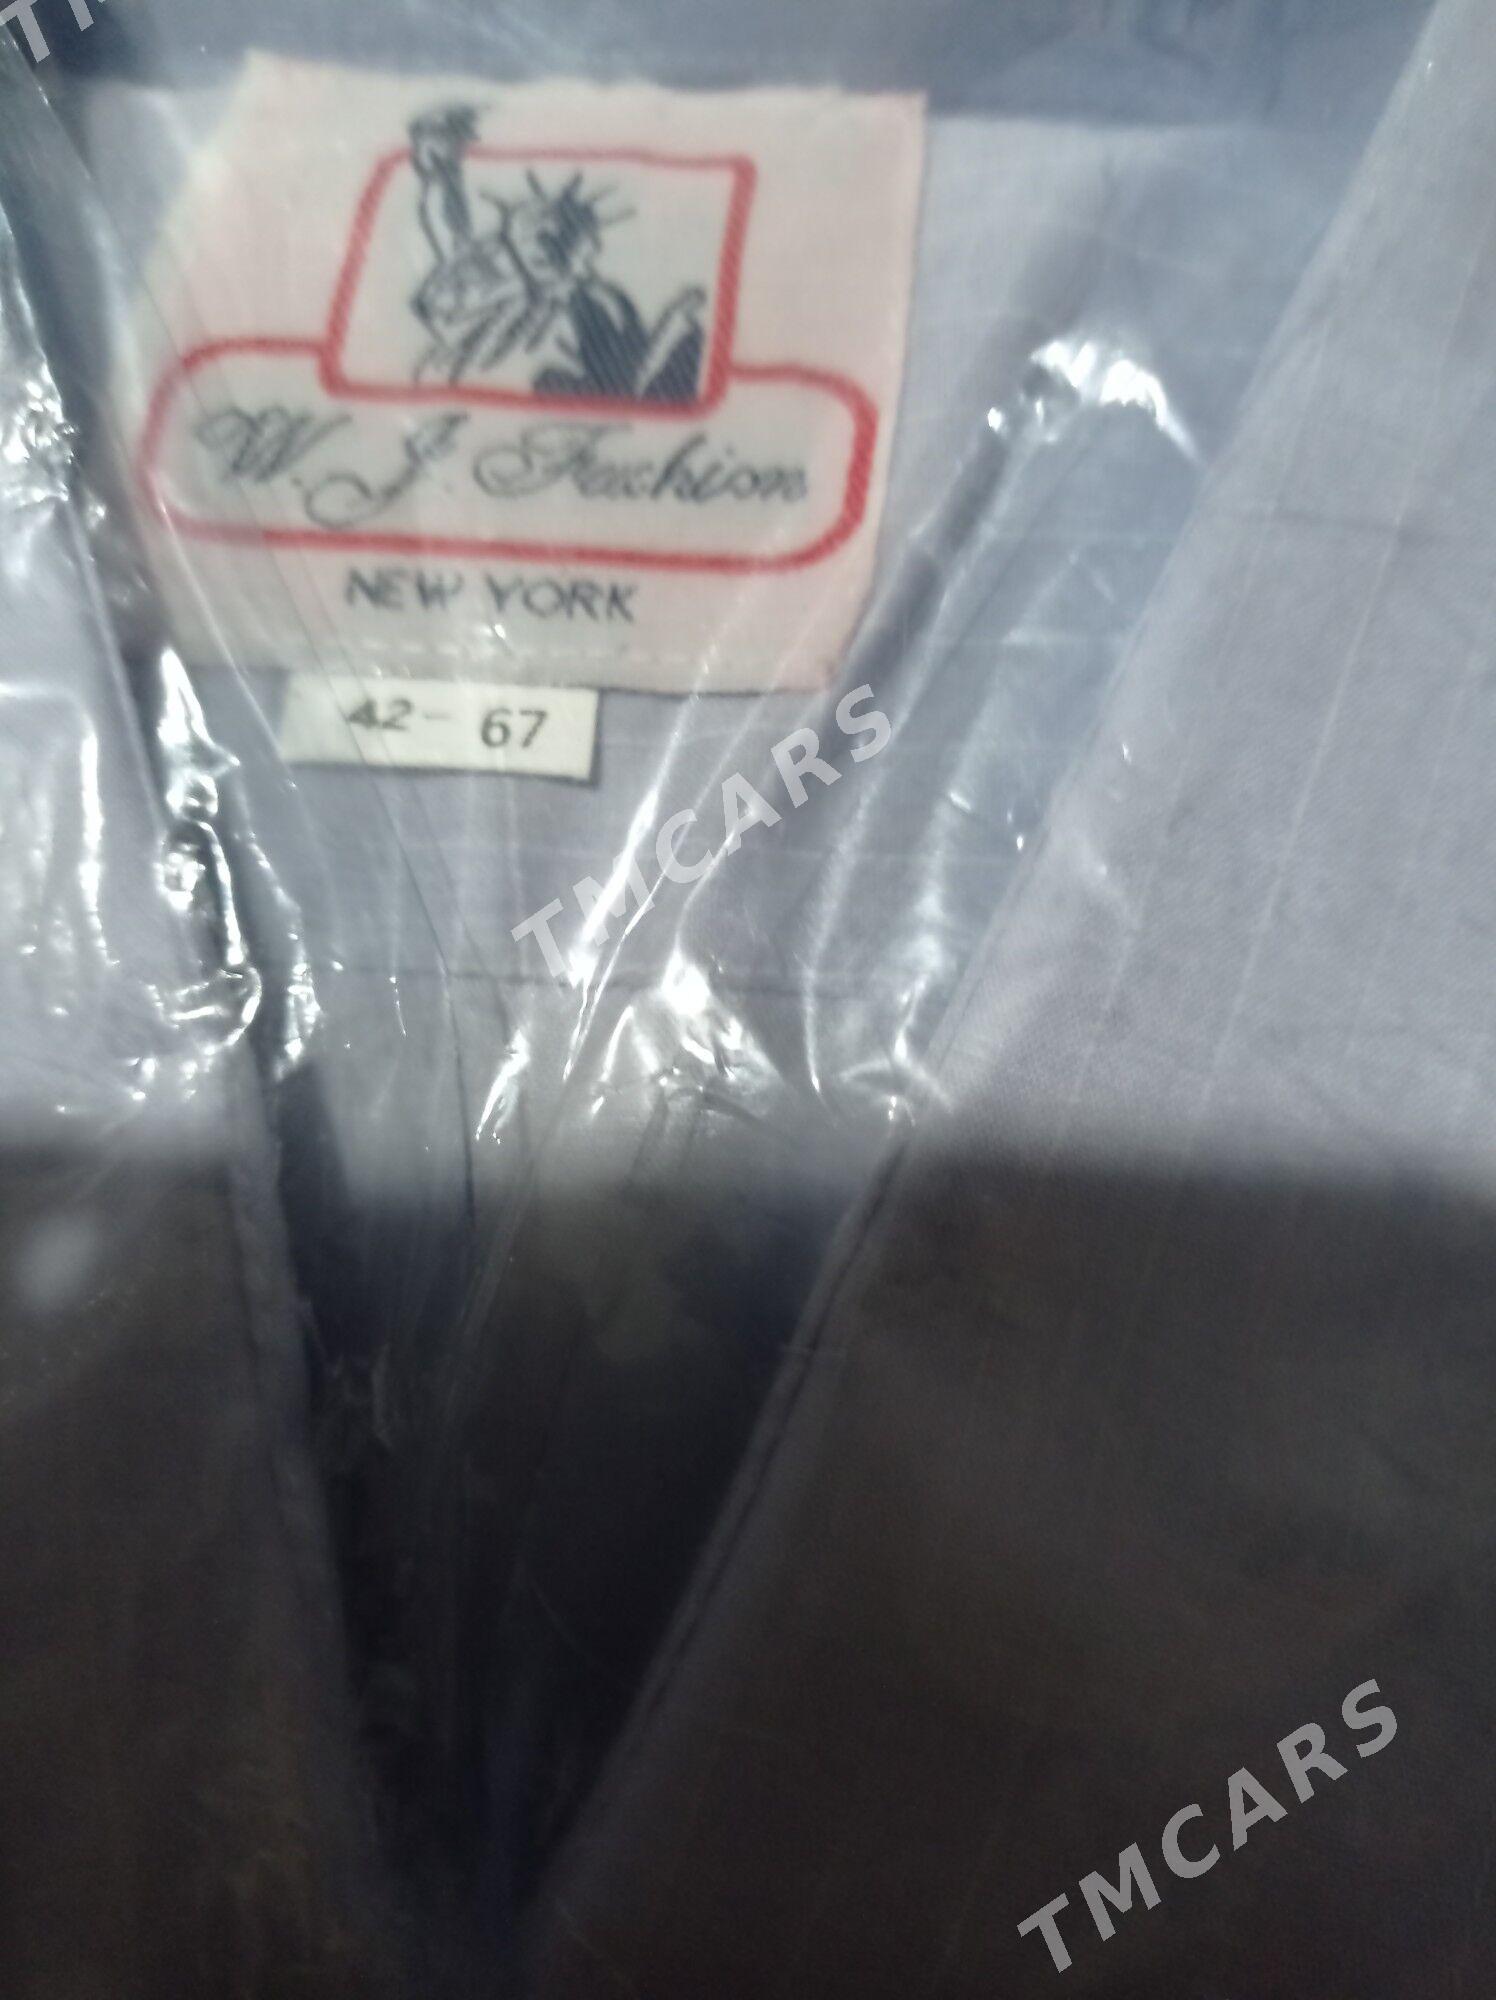 W. J. Fashion
NEW YORK
42- 67
TMCARS
TMCARS